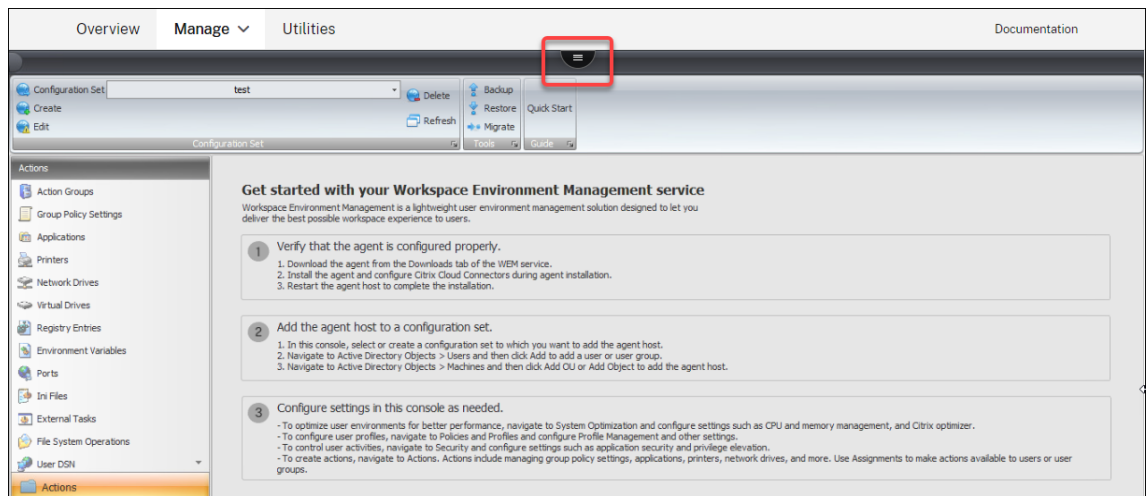 Overview Manage Utilities Documentation
Configuration Set test Delete Backup
Create Restore Quick Start
Edit Refresh Migrate
Configuration Set Tools Guide
Actions
Action Groups
Group Policy Settings
Applications
Printers
Network Drives
Virtual Drives
Registry Entries
Environment Variables
Ports
Ini Files
External Tasks
File System Operations
User DSN
Actions
Get started with your Workspace Environment Management service
Workspace Environment Management is a lightweight user environment management solution designed to let you
deliver the best possible workspace experience to users.
1 Verify that the agent is configured properly.
1. Download the agent from the Downloads tab of the WEM service.
2. Install the agent and configure Citrix Cloud Connectors during agent installation.
3. Restart the agent host to complete the installation.
2 Add the agent host to a configuration set.
1. In this console, select or create a configuration set to which you want to add the agent host.
2. Navigate to Active Directory Objects > Users and then click Add to add a user or user group.
3. Navigate to Active Directory Objects > Machines and then click Add OU or Add Object to add the agent host.
3 Configure settings in this console as needed.
- To optimize user environments for better performance, navigate to System Optimization and configure settings such as CPU and memory management, and Citrix optimizer.
- To configure user profiles, navigate to Policies and Profiles and configure Profile Management and other settings.
- To control user activities, navigate to Security and configure settings such as application security and privilege elevation.
- To create actions, navigate to Actions. Actions include managing group policy settings, applications, printers, network drives, and more. Use Assignments to make actions available to users or user
groups.